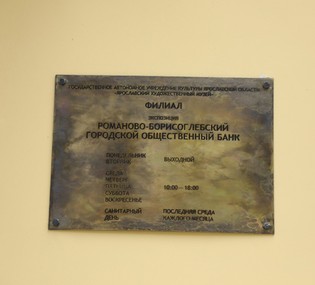 ГОСУДАРСТВЕННОЕ АВТОНОМНОЕ УЧРЕЖДЕНИЕ КУЛЬТУРЫ ЯРОСЛАВСКОЙ ОБЛАСТИ
«ЯРОСЛАВСКИЙ ХУДОЖЕСТВЕННЫЙ МУЗЕЙ»
ФИЛИАЛ
ЭКСПОЗИЦИЯ
РОМАНОВО-БОРИСОГЛЕБСКИЙ
ГОРОДСКОЙ ОБЩЕСТВЕННЫЙ БАНК
ПОНЕДЕЛЬНИК
ВТОРНИК ВЫХОДНОЙ
СРЕДА
ЧЕТВЕРГ
ПЯТНИЦА 10:00 - 18:00
СУББОТА
ВОСКРЕСЕНЬЕ
САНИТАРНЫЙ ПОСЛЕДНЯЯ СРЕДА
ДЕНЬ КАЖДОГО МЕСЯЦА